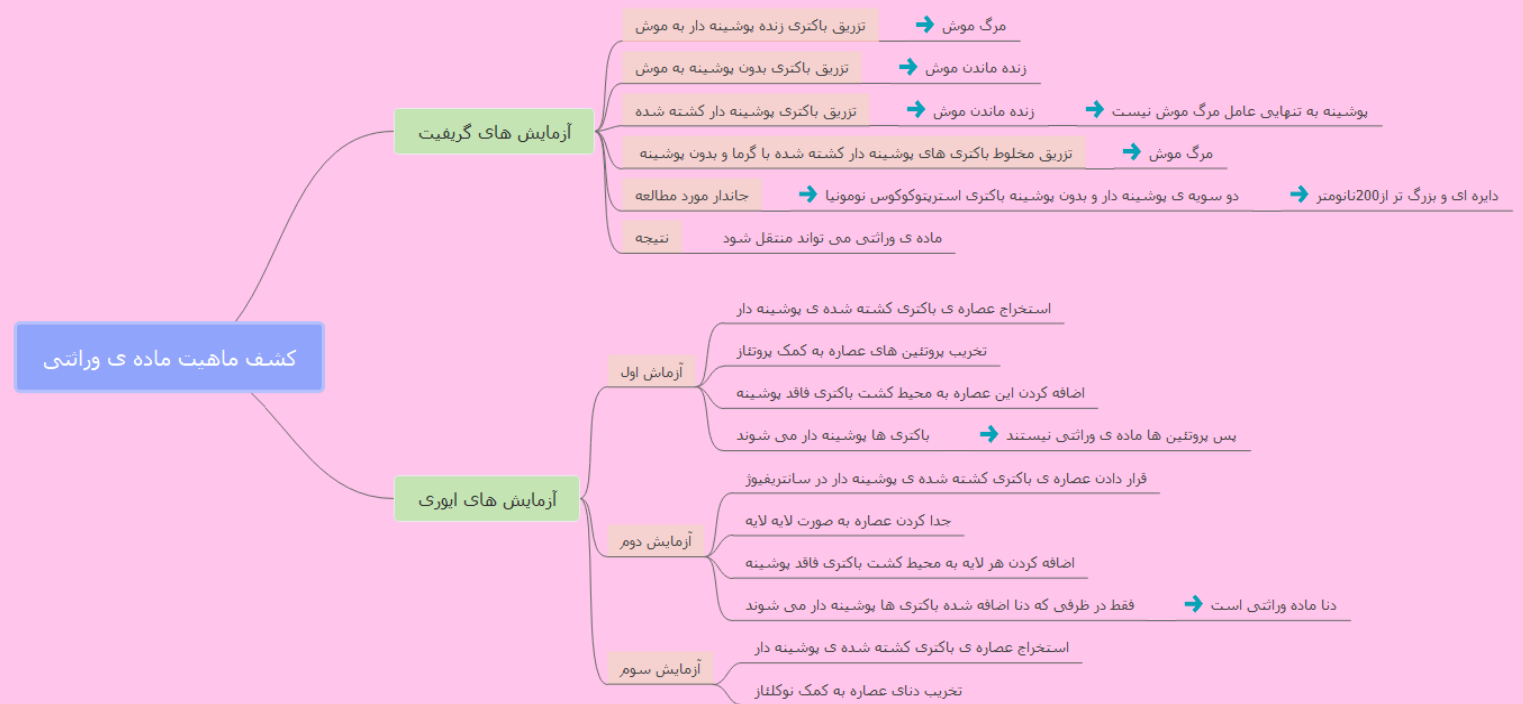 کشف ماهیت ماده ی وراثتی
آزمایش های گریفیت
تزریق باکتری زنده پوشینه دار به موش
مرگ موش
تزریق باکتری بدون پوشینه به موش
زنده ماندن موش
تزریق باکتری پوشینه دار کشته شده
زنده ماندن موش
پوشینه به تنهایی عامل مرگ موش نیست
تزریق مخلوط باکتری های پوشینه دار کشته شده با گرما و بدون پوشینه
مرگ موش
جاندار مورد مطالعه
دو سویه ی پوشینه دار و بدون پوشینه باکتری استرپتوکوکوس نومونیا
دایره ای و بزرگ تر از200نانومتر
نتیجه
ماده ی وراثتی می تواند منتقل شود
آزمایش های ایوری
آزماش اول
استخراج عصاره ی باکتری کشته شده ی پوشینه دار
تخریب پروتئین های عصاره به کمک پروتئاز
اضافه کردن این عصاره به محیط کشت باکتری فاقد پوشینه
باکتری ها پوشینه دار می شوند
پس پروتئین ها ماده ی وراثتی نیستند
آزمایش دوم
قرار دادن عصاره ی باکتری کشته شده ی پوشینه دار در سانتریفیوژ
جدا کردن عصاره به صورت لایه لایه
اضافه کردن هر لایه به محیط کشت باکتری فاقد پوشینه
فقط در ظرفی که دنا اضافه شده باکتری ها پوشینه دار می شوند
دنا ماده وراثتی است
آزمایش سوم
استخراج عصاره ی باکتری کشته شده ی پوشینه دار
تخریب دنای عصاره به کمک نوکلئاز